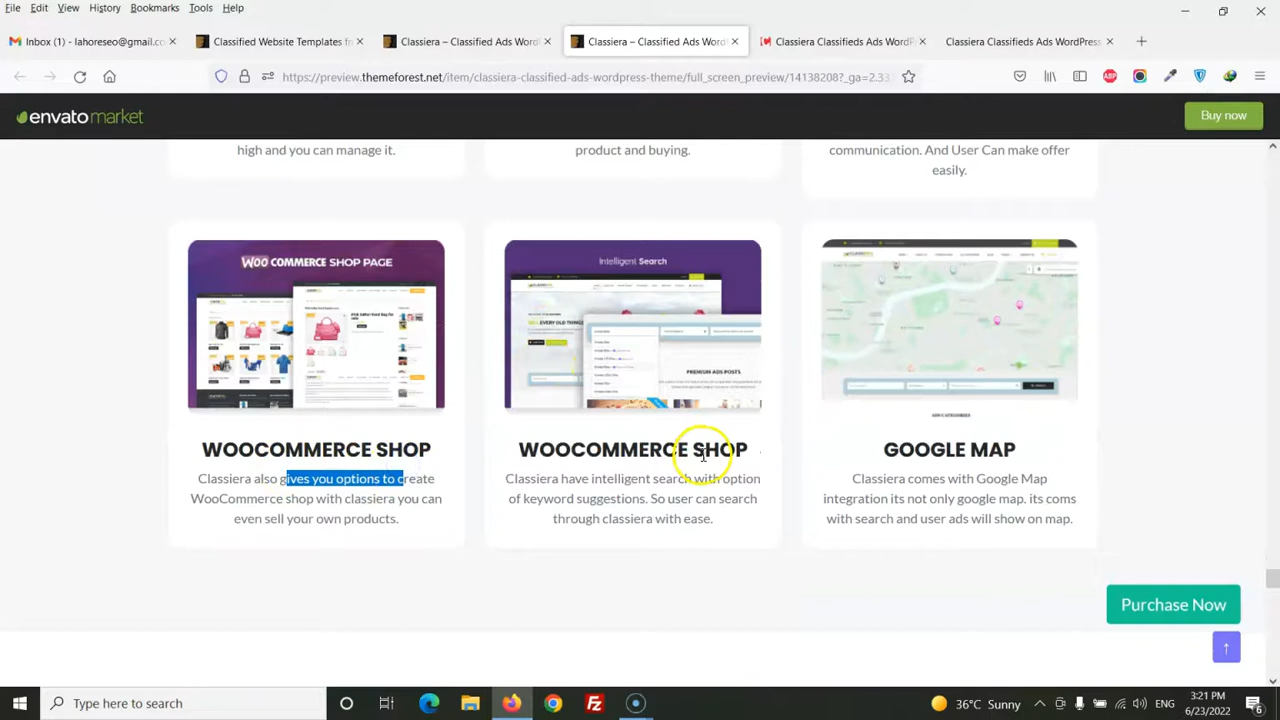 File Edit View History Bookmarks Tools Help
Inbox (1) - lahoreseo@gmail.co
Classified Website Templates fr
Classiera – Classified Ads Word
Classiera – Classified Ads Word
Classiera Classifieds Ads WordP
Classiera Classifieds Ads WordPress
https://preview.themeforest.net/item/classiera-classified-ads-wordpress-theme/full_screen_preview/14138208?_ga=2.33
ABP
envatomarket
Buy now
high and you can manage it.
product and buying.
communication. And User Can make offer
easily.
WOO COMMERCE SHOP PAGE
Intelligent Search
PREMIUM ADS POSTS
WOOCOMMERCE SHOP
Classiera also gives you options to create
WooCommerce shop with classiera you can
even sell your own products.
WOOCOMMERCE SHOP
Classiera have intelligent search with option
of keyword suggestions. So user can search
through classiera with ease.
GOOGLE MAP
Classiera comes with Google Map
integration its not only google map. its coms
with search and user ads will show on map.
Purchase Now
Type here to search
36°C Sunny
ENG
3:21 PM
6/23/2022
6